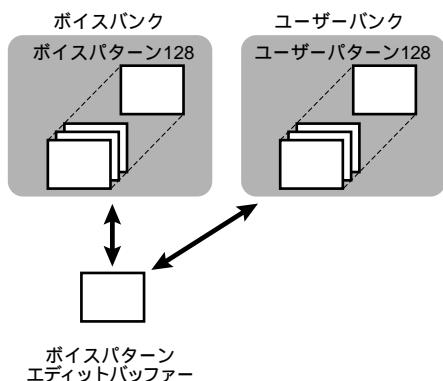 ボイスバンク
ユーザーバンク
ボイスパターン128
ユーザーパターン128
ボイスパターン
エディットバッファー